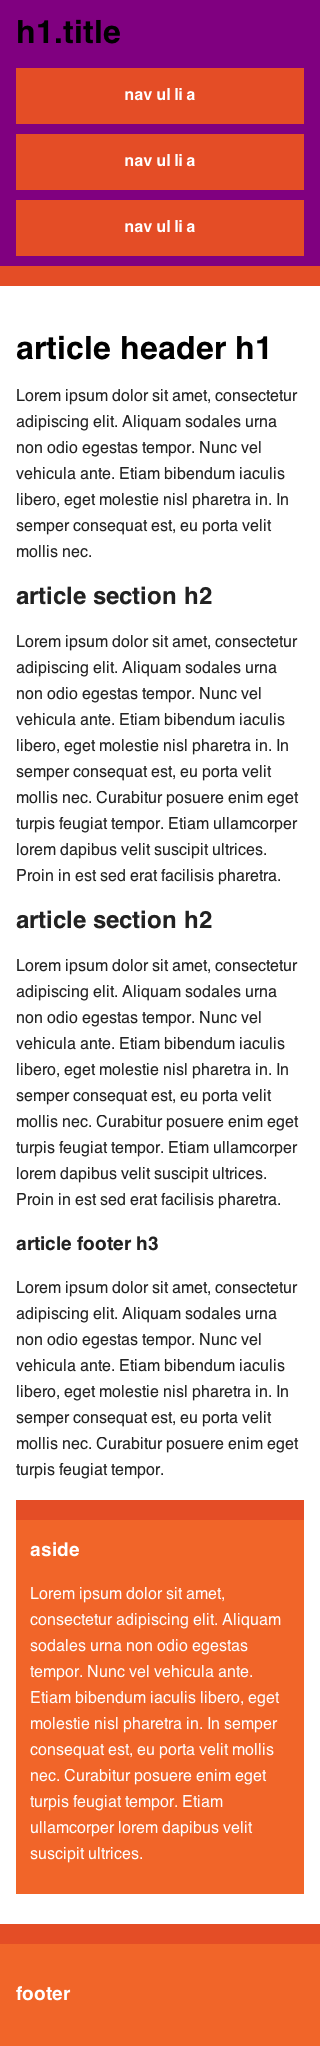 h1.title
nav ul li a
nav ul li a
nav ul li a
article header h1
Lorem ipsum dolor sit amet, consectetur
adipiscing elit. Aliquam sodales urna
non odio egestas tempor. Nunc vel
vehicula ante. Etiam bibendum iaculis
libero, eget molestie nisl pharetra in. In
semper consequat est, eu porta velit
mollis nec.
article section h2
Lorem ipsum dolor sit amet, consectetur
adipiscing elit. Aliquam sodales urna
non odio egestas tempor. Nunc vel
vehicula ante. Etiam bibendum iaculis
libero, eget molestie nisl pharetra in. In
semper consequat est, eu porta velit
mollis nec. Curabitur posuere enim eget
turpis feugiat tempor. Etiam ullamcorper
lorem dapibus velit suscipit ultrices.
Proin in est sed erat facilisis pharetra.
article section h2
Lorem ipsum dolor sit amet, consectetur
adipiscing elit. Aliquam sodales urna
non odio egestas tempor. Nunc vel
vehicula ante. Etiam bibendum iaculis
libero, eget molestie nisl pharetra in. In
semper consequat est, eu porta velit
mollis nec. Curabitur posuere enim eget
turpis feugiat tempor. Etiam ullamcorper
lorem dapibus velit suscipit ultrices.
Proin in est sed erat facilisis pharetra.
article footer h3
Lorem ipsum dolor sit amet, consectetur
adipiscing elit. Aliquam sodales urna
non odio egestas tempor. Nunc vel
vehicula ante. Etiam bibendum iaculis
libero, eget molestie nisl pharetra in. In
semper consequat est, eu porta velit
mollis nec. Curabitur posuere enim eget
turpis feugiat tempor.
aside
Lorem ipsum dolor sit amet,
consectetur adipiscing elit. Aliquam
sodales urna non odio egestas
tempor. Nunc vel vehicula ante.
Etiam bibendum iaculis libero, eget
molestie nisl pharetra in. In semper
consequat est, eu porta velit mollis
nec. Curabitur posuere enim eget
turpis feugiat tempor. Etiam
ullamcorper lorem dapibus velit
suscipit ultrices.
footer